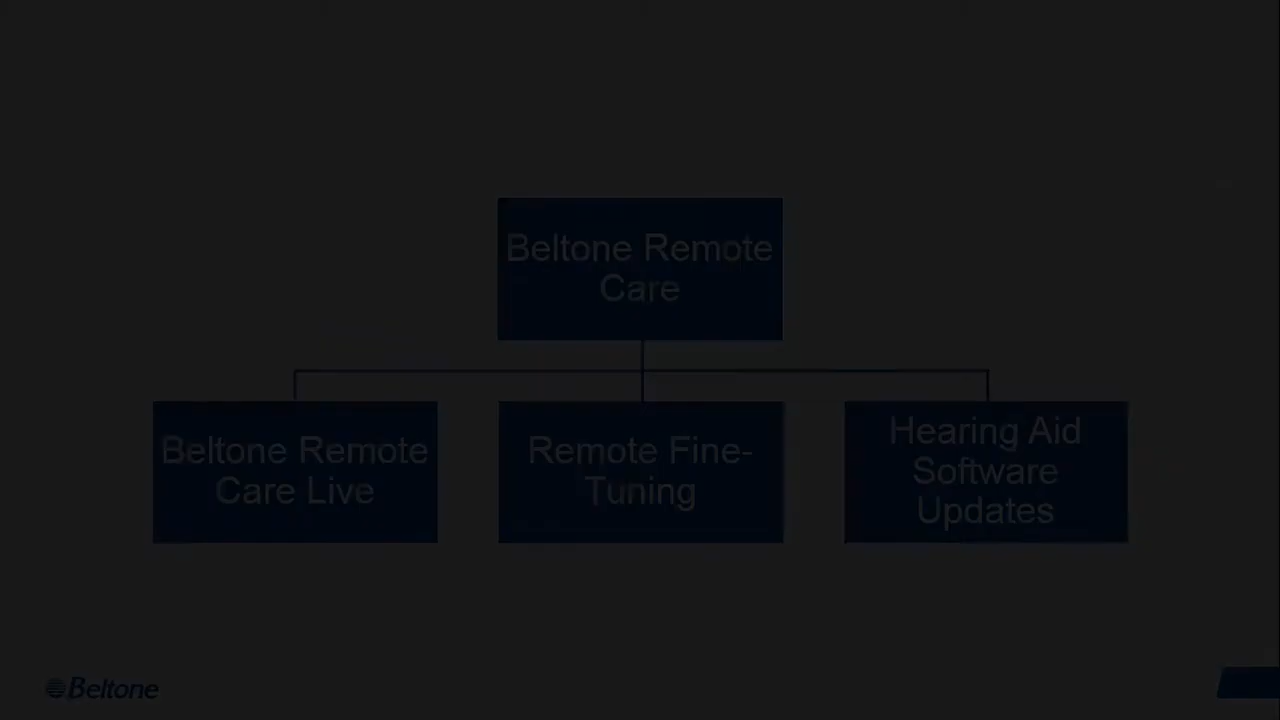 Beltone Remote
Care
Beltone Remote
Care Live
Remote Fine-
Tuning
Hearing Aid
Software
Updates
Beltone